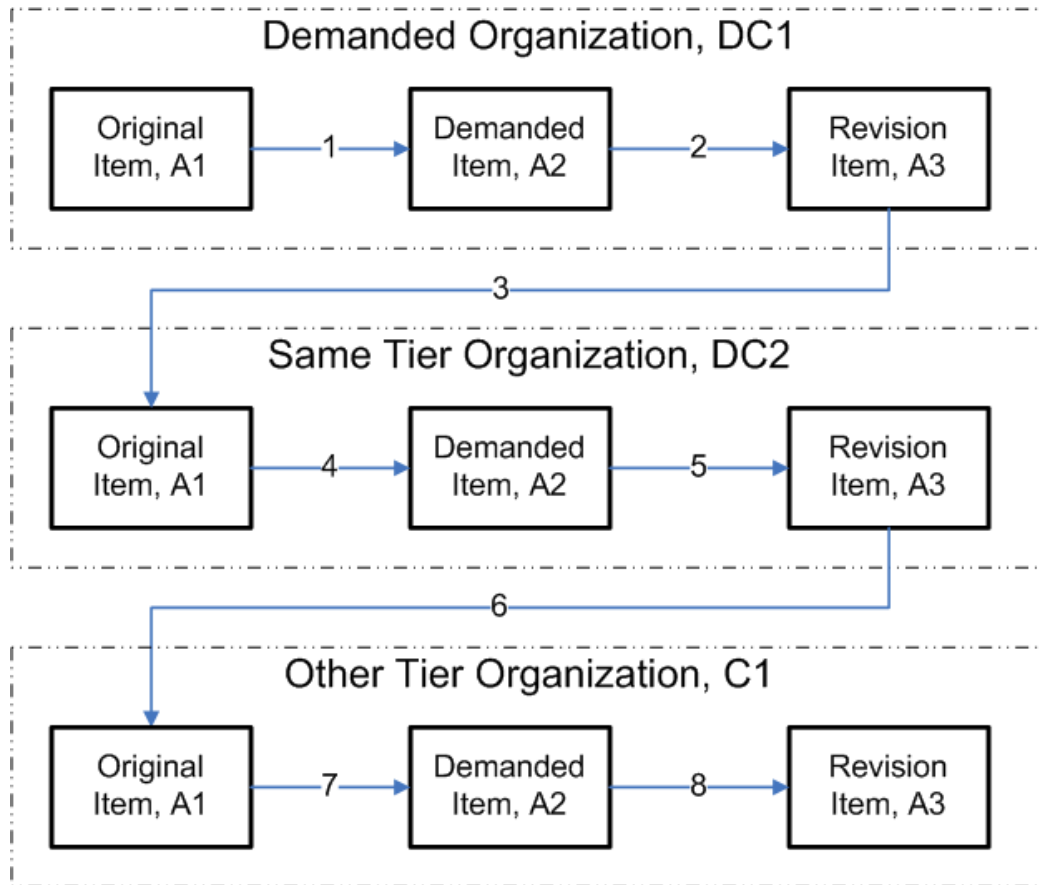 Demanded Organization, DC1
Original
Item, A1
1
Demanded
Item, A2
2
Revision
Item, A3
3
Same Tier Organization, DC2
Original
Item, A1
4
Demanded
Item, A2
5
Revision
Item, A3
6
Other Tier Organization, C1
Original
Item, A1
7
Demanded
Item, A2
8
Revision
Item, A3